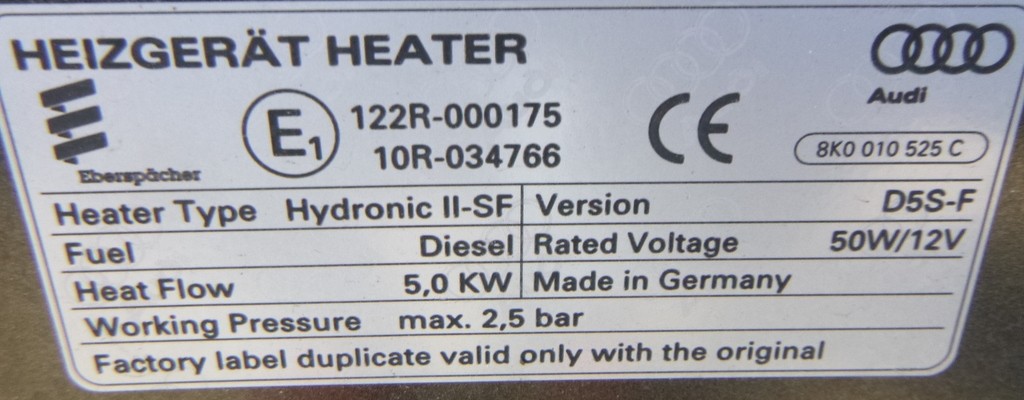 HEIZGERÄT HEATER
Audi
Eberspächer
E1
122R-000175
10R-034766
CE
8K0 010 525 C
Heater Type Hydronic II-SF Version D5S-F
Fuel Diesel Rated Voltage 50W/12V
Heat Flow 5,0 KW Made in Germany
Working Pressure max. 2,5 bar
Factory label duplicate valid only with the original